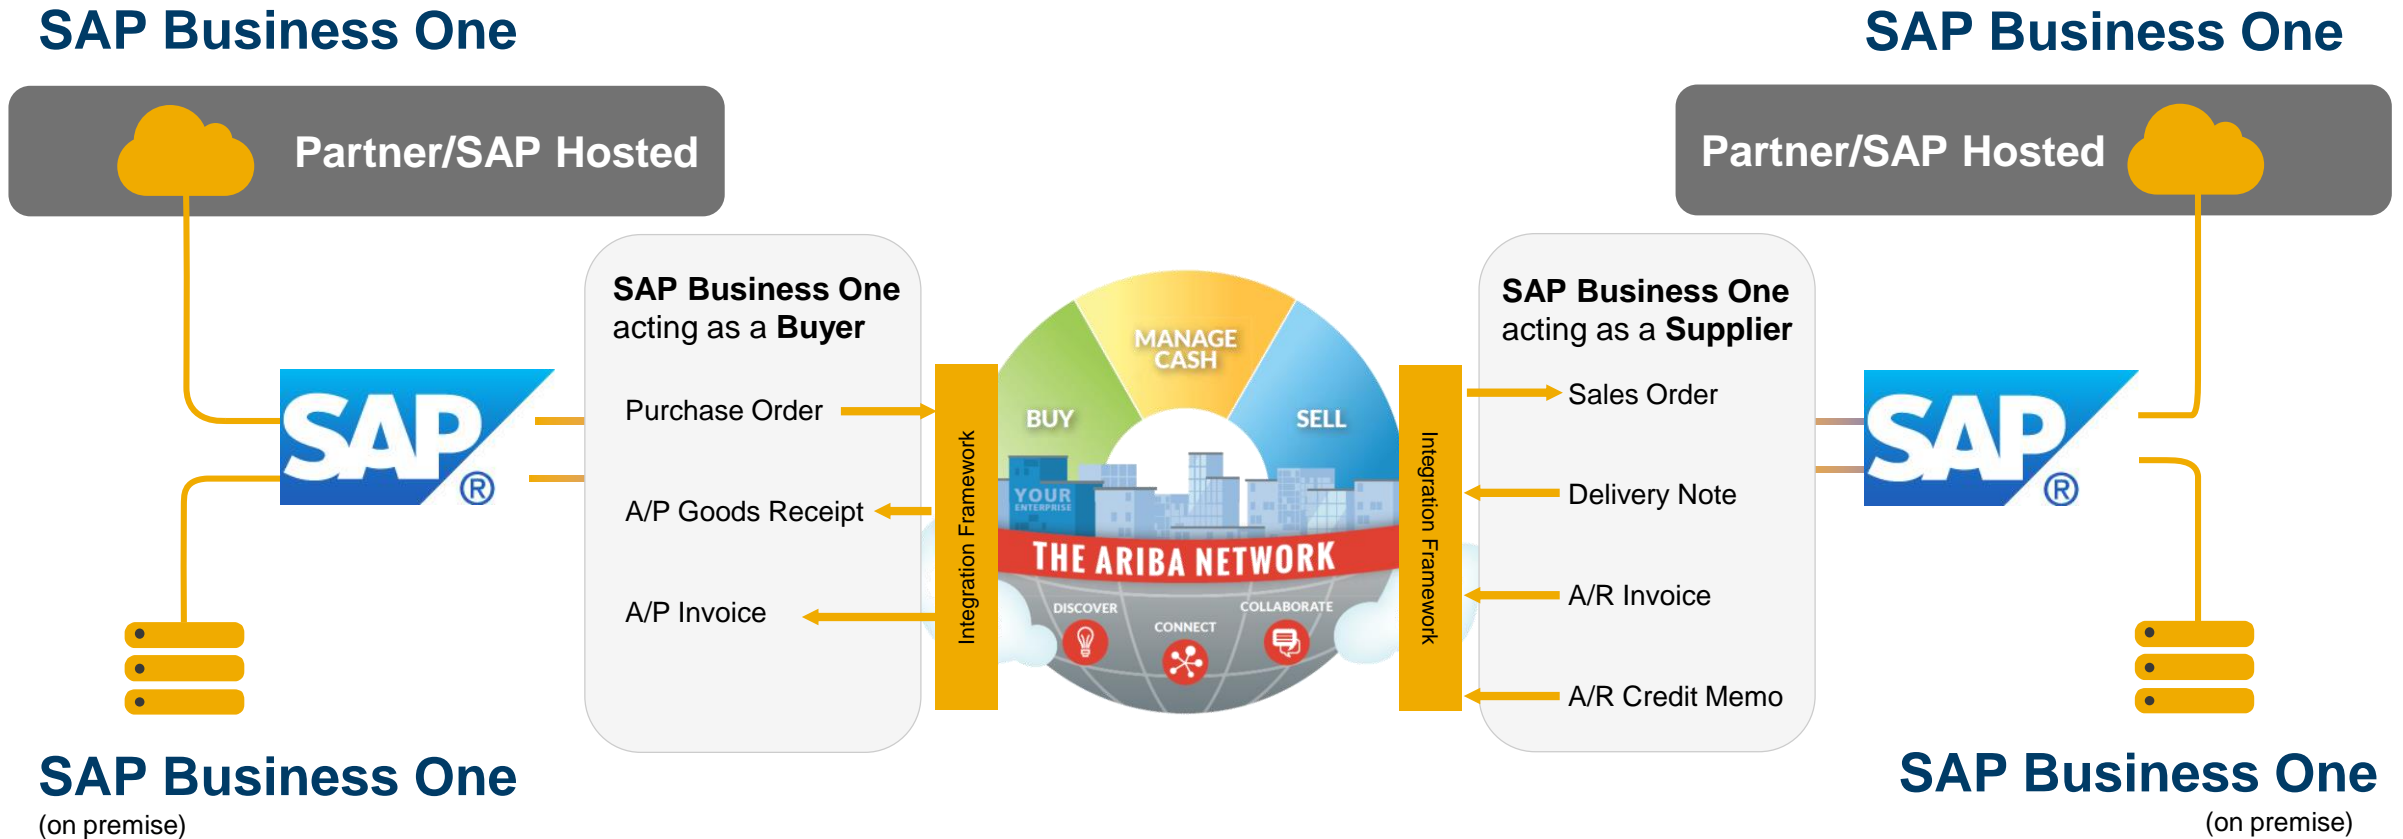 SAP Business One
SAP Business One
Partner/SAP Hosted
Partner/SAP Hosted
SAP Business One
acting as a Buyer
Purchase Order
A/P Goods Receipt
A/P Invoice
SAP®
Integration Framework
MANAGE
CASH
BUY
SELL
YOUR
ENTERPRISE
THE ARIBA NETWORK
DISCOVER
CONNECT
COLLABORATE
Integration Framework
SAP Business One
acting as a Supplier
Sales Order
Delivery Note
A/R Invoice
A/R Credit Memo
SAP®
SAP Business One
(on premise)
SAP Business One
(on premise)